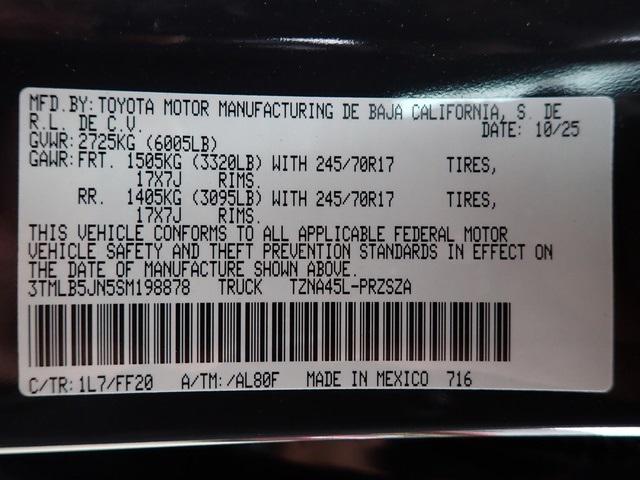 MFD.BY: TOYOTA MOTOR MANUFACTURING DE BAJA CALIFORNIA, S. DE
R.L. DE C.V. DATE: 10/25
GVWR: 2725KG (6005LB)
GAWR: FRT. 1505KG (3320LB) WITH 245/70R17 TIRES,
17X7J RIMS.
RR. 1405KG (3095LB) WITH 245/70R17 TIRES,
17X7J RIMS.
THIS VEHICLE CONFORMS TO ALL APPLICABLE FEDERAL MOTOR
VEHICLE SAFETY AND THEFT PREVENTION STANDARDS IN EFFECT ON
THE DATE OF MANUFACTURE SHOWN ABOVE.
3TMLB5JN5SM198878 TRUCK TZNA45L-PRZSZA
C/TR: 1L7/FF20 A/TM: /AL80F MADE IN MEXICO 716